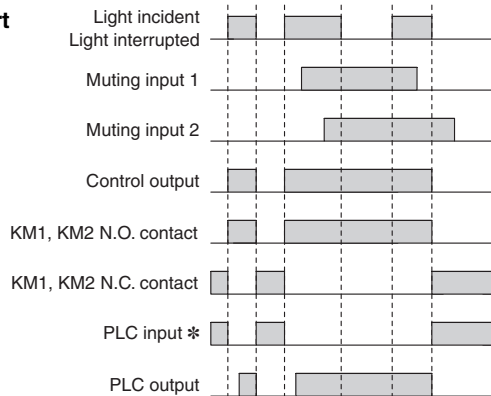 rt
Light incident
Light interrupted
Muting input 1
Muting input 2
Control output
KM1, KM2 N.O. contact
KM1, KM2 N.C. contact
PLC input *
PLC output